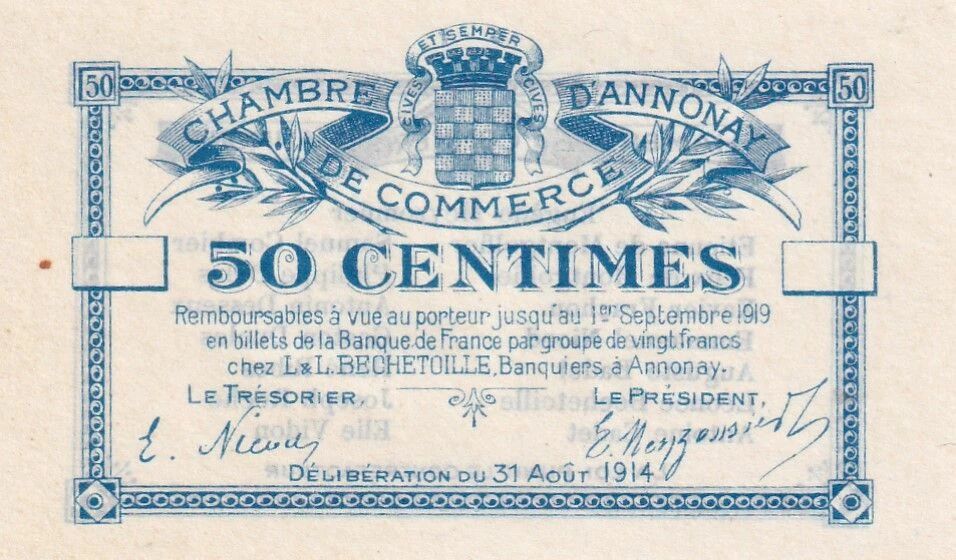 CIVES ET SEMPER CIVES
50 CHAMBRE D'ANNONAY 50
DE COMMERCE
50 CENTIMES
Remboursables à vue au porteur jusqu'au 1er Septembre 1919
en billets de la Banque de France par groupe de vingt francs
chez L & L. BECHETOILLE, Banquiers à Annonay.
LE TRÉSORIER, LE PRÉSIDENT,
E.
DÉLIBÉRATION DU 31 AOÛT 1914